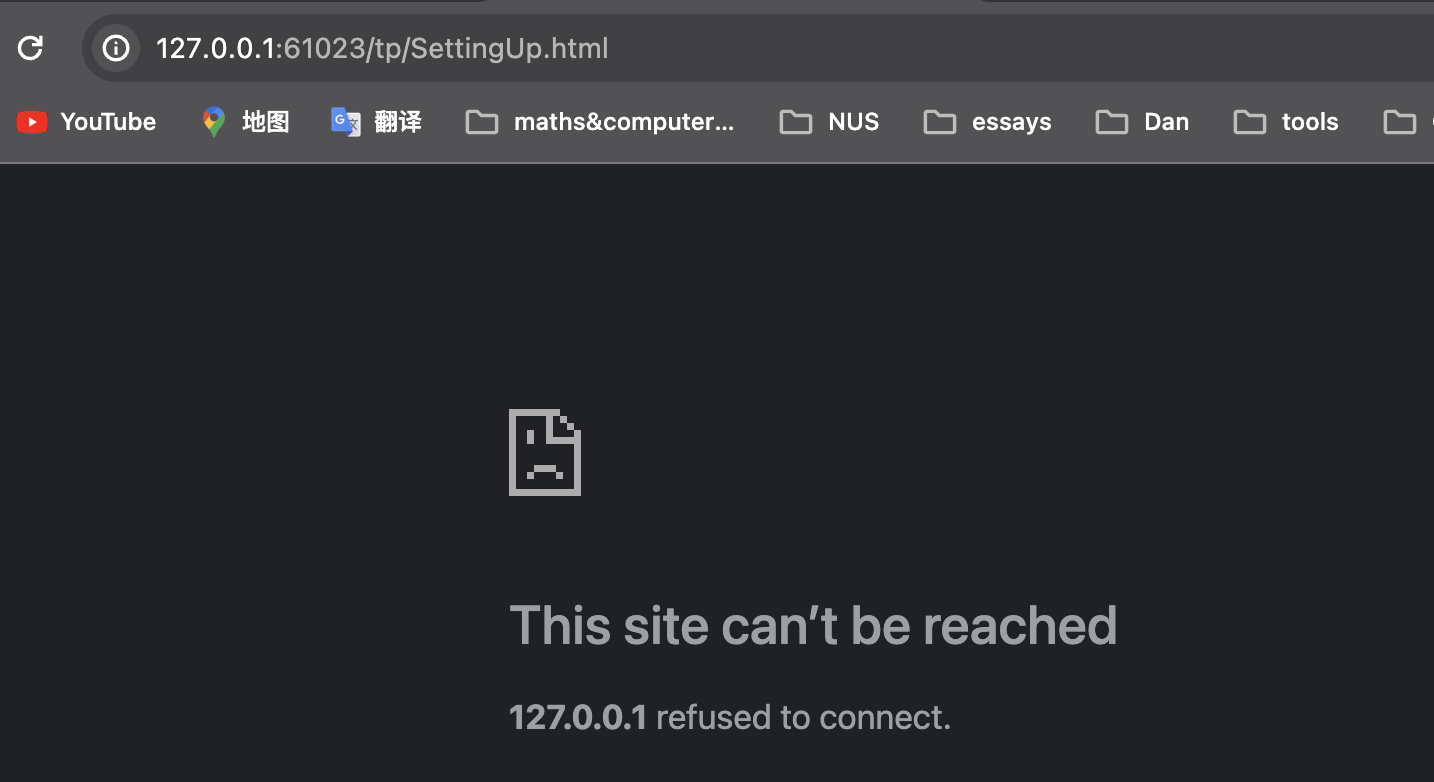 127.0.0.1:61023/tp/SettingUp.html
YouTube 地图 翻译 maths&computer... NUS essays Dan tools
This site can’t be reached
127.0.0.1 refused to connect.